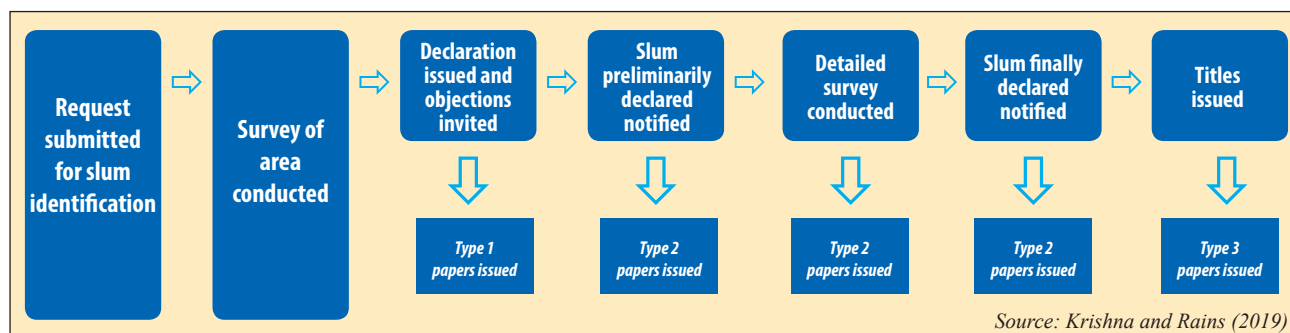 Request
submitted
for slum
identification
Survey of
area
conducted
Declaration
issued and
objections
invited
Slum
preliminarily
declared
notified
Detailed
survey
conducted
Slum finally
declared
notified
Titles
issued
Type 1
papers issued
Type 2
papers issued
Type 2
papers issued
Type 2
papers issued
Type 3
papers issued
Source: Krishna and Rains (2019)